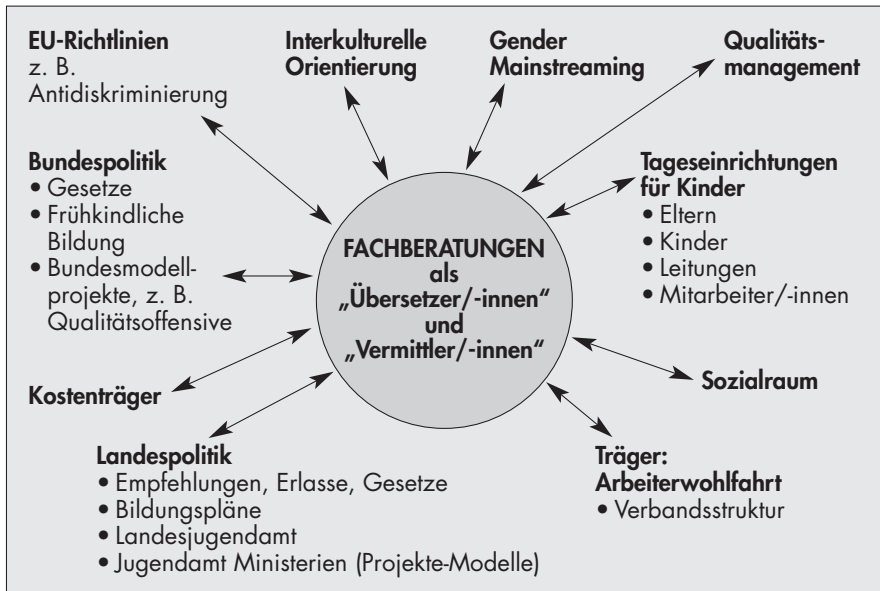 EU-Richtlinien
z. B.
Antidiskriminierung
Interkulturelle
Orientierung
Gender
Mainstreaming
Qualitäts-
management
Bundespolitik
• Gesetze
• Frühkindliche
Bildung
• Bundesmodell-
projekte, z. B.
Qualitätsoffensive
FACHBERATUNGEN
als
„Übersetzer/-innen“
und
„Vermittler/-innen“
Tageseinrichtungen
für Kinder
• Eltern
• Kinder
• Leitungen
• Mitarbeiter/-innen
Kostenträger
Sozialraum
Landespolitik
• Empfehlungen, Erlasse, Gesetze
• Bildungspläne
• Landesjugendamt
• Jugendamt Ministerien (Projekte-Modelle)
Träger:
Arbeiterwohlfahrt
• Verbandsstruktur